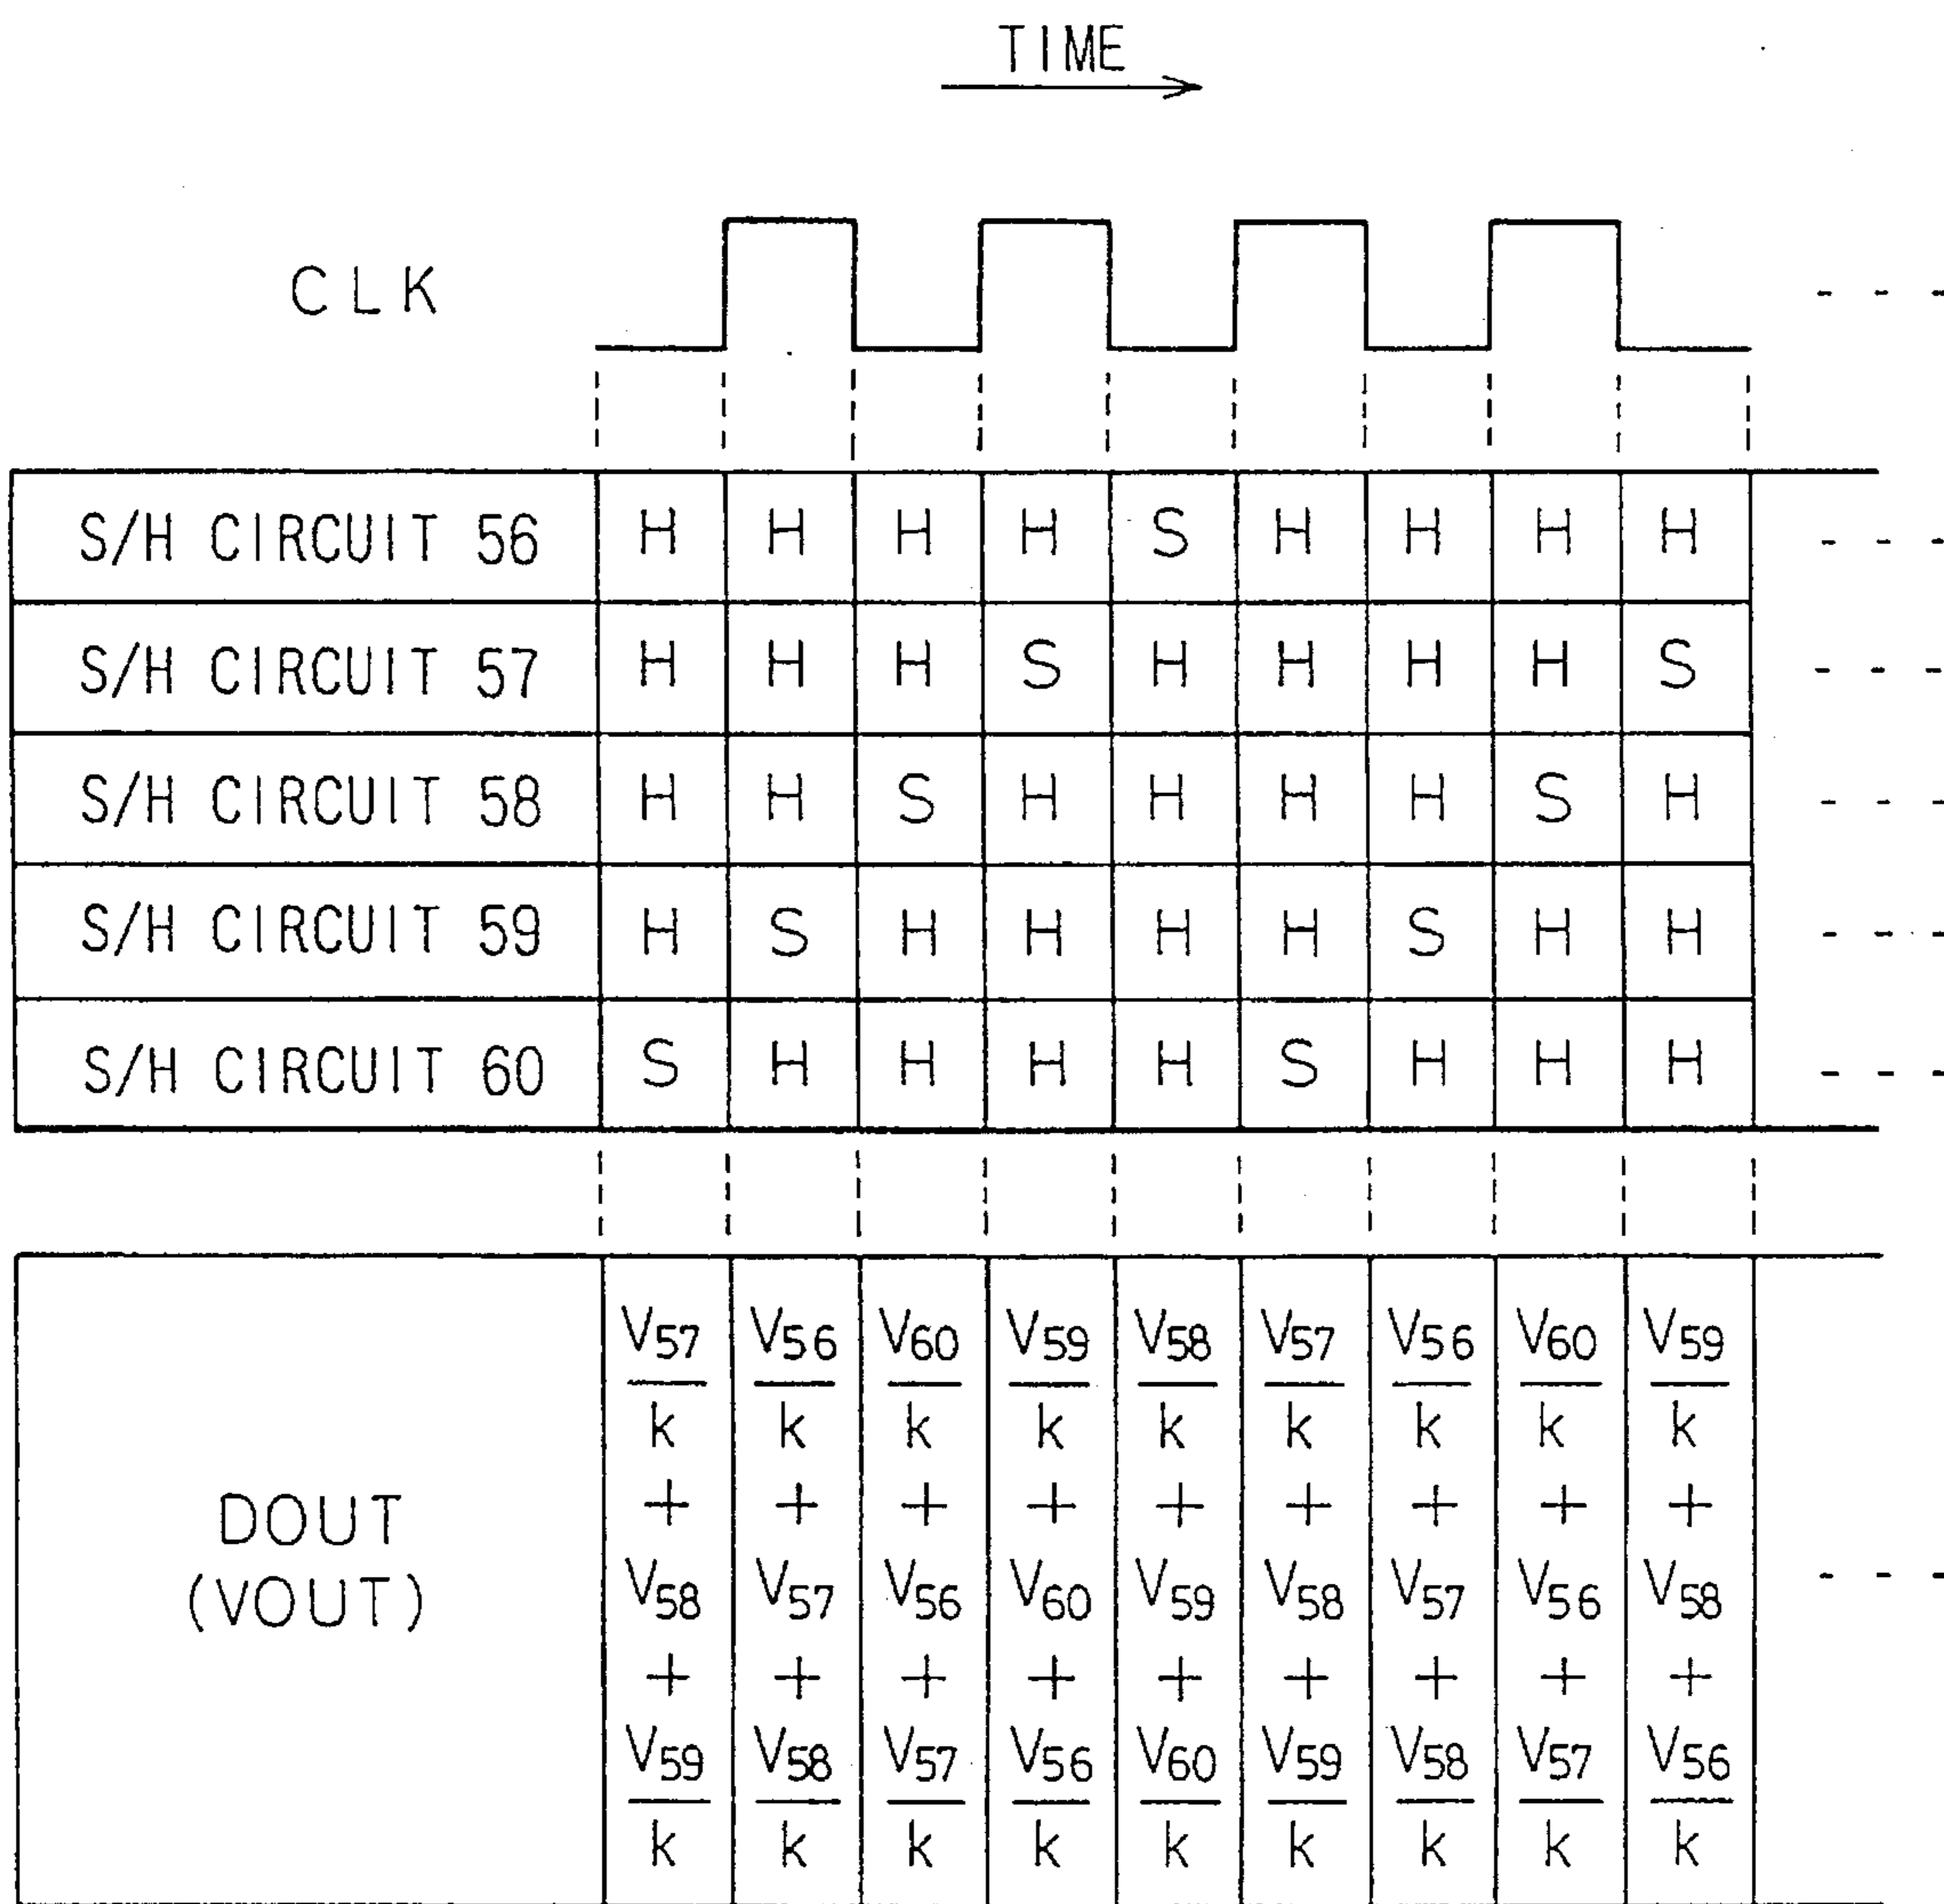 TIME
CLK - - -
S/H CIRCUIT 56 H H H H S H H H H - - -
S/H CIRCUIT 57 H H H S H H H H S - - - -
S/H CIRCUIT 58 H H S H H H H S H - - -
S/H CIRCUIT 59 H S H H H H S H H - - - -
S/H CIRCUIT 60 S H H H H S H H H - - -
V57 V56 V60 V59 V58 V57 V56 V60 V59
k k k k k k k k k
DOUT + + + + + + + + +
(VOUT) V58 V57 V56 V60 V59 V58 V57 V56 V58 - - -
+ + + + + + + + +
V59 V58 V57 V56 V60 V59 V58 V57 V56
k k k k k k k k k